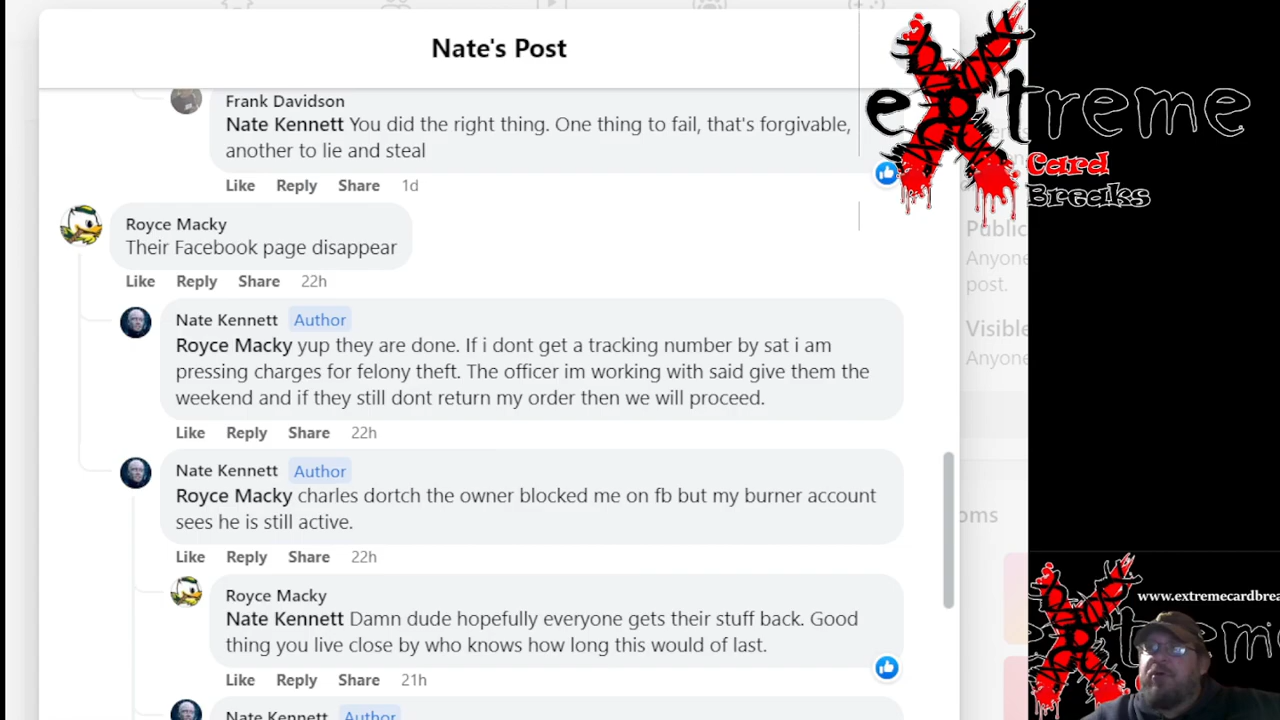 Nate's Post
Frank Davidson
Nate Kennett You did the right thing. One thing to fail, that's forgivable,
another to lie and steal
Like Reply Share 1d
Royce Macky
Their Facebook page disappear
Like Reply Share 22h
Nate Kennett Author
Royce Macky yup they are done. If i dont get a tracking number by sat i am
pressing charges for felony theft. The officer im working with said give them the
weekend and if they still dont return my order then we will proceed.
Like Reply Share 22h
Nate Kennett Author
Royce Macky charles dortch the owner blocked me on fb but my burner account
sees he is still active.
Like Reply Share 22h
Royce Macky
Nate Kennett Damn dude hopefully everyone gets their stuff back. Good
thing you live close by who knows how long this would of last.
Like Reply Share 21h
Nate Kennett Author
eXtreme
Card
Breaks
Public
Anyone
post.
Visible
Anyone
oms
www.extremecardbrea